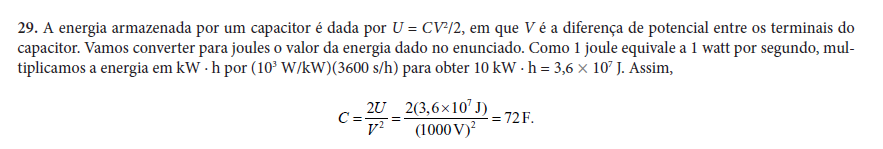 29. A energia armazenada por um capacitor é dada por U = CV²/2, em que V é a diferença de potencial entre os terminais do
capacitor. Vamos converter para joules o valor da energia dado no enunciado. Como 1 joule equivale a 1 watt por segundo, mul-
tiplicamos a energia em kW · h por (10³ W/kW)(3600 s/h) para obter 10 kW · h = 3,6 × 10⁷ J. Assim,
C = 2U/V² = 2(3,6×10⁷ J)/(1000 V)² = 72 F.